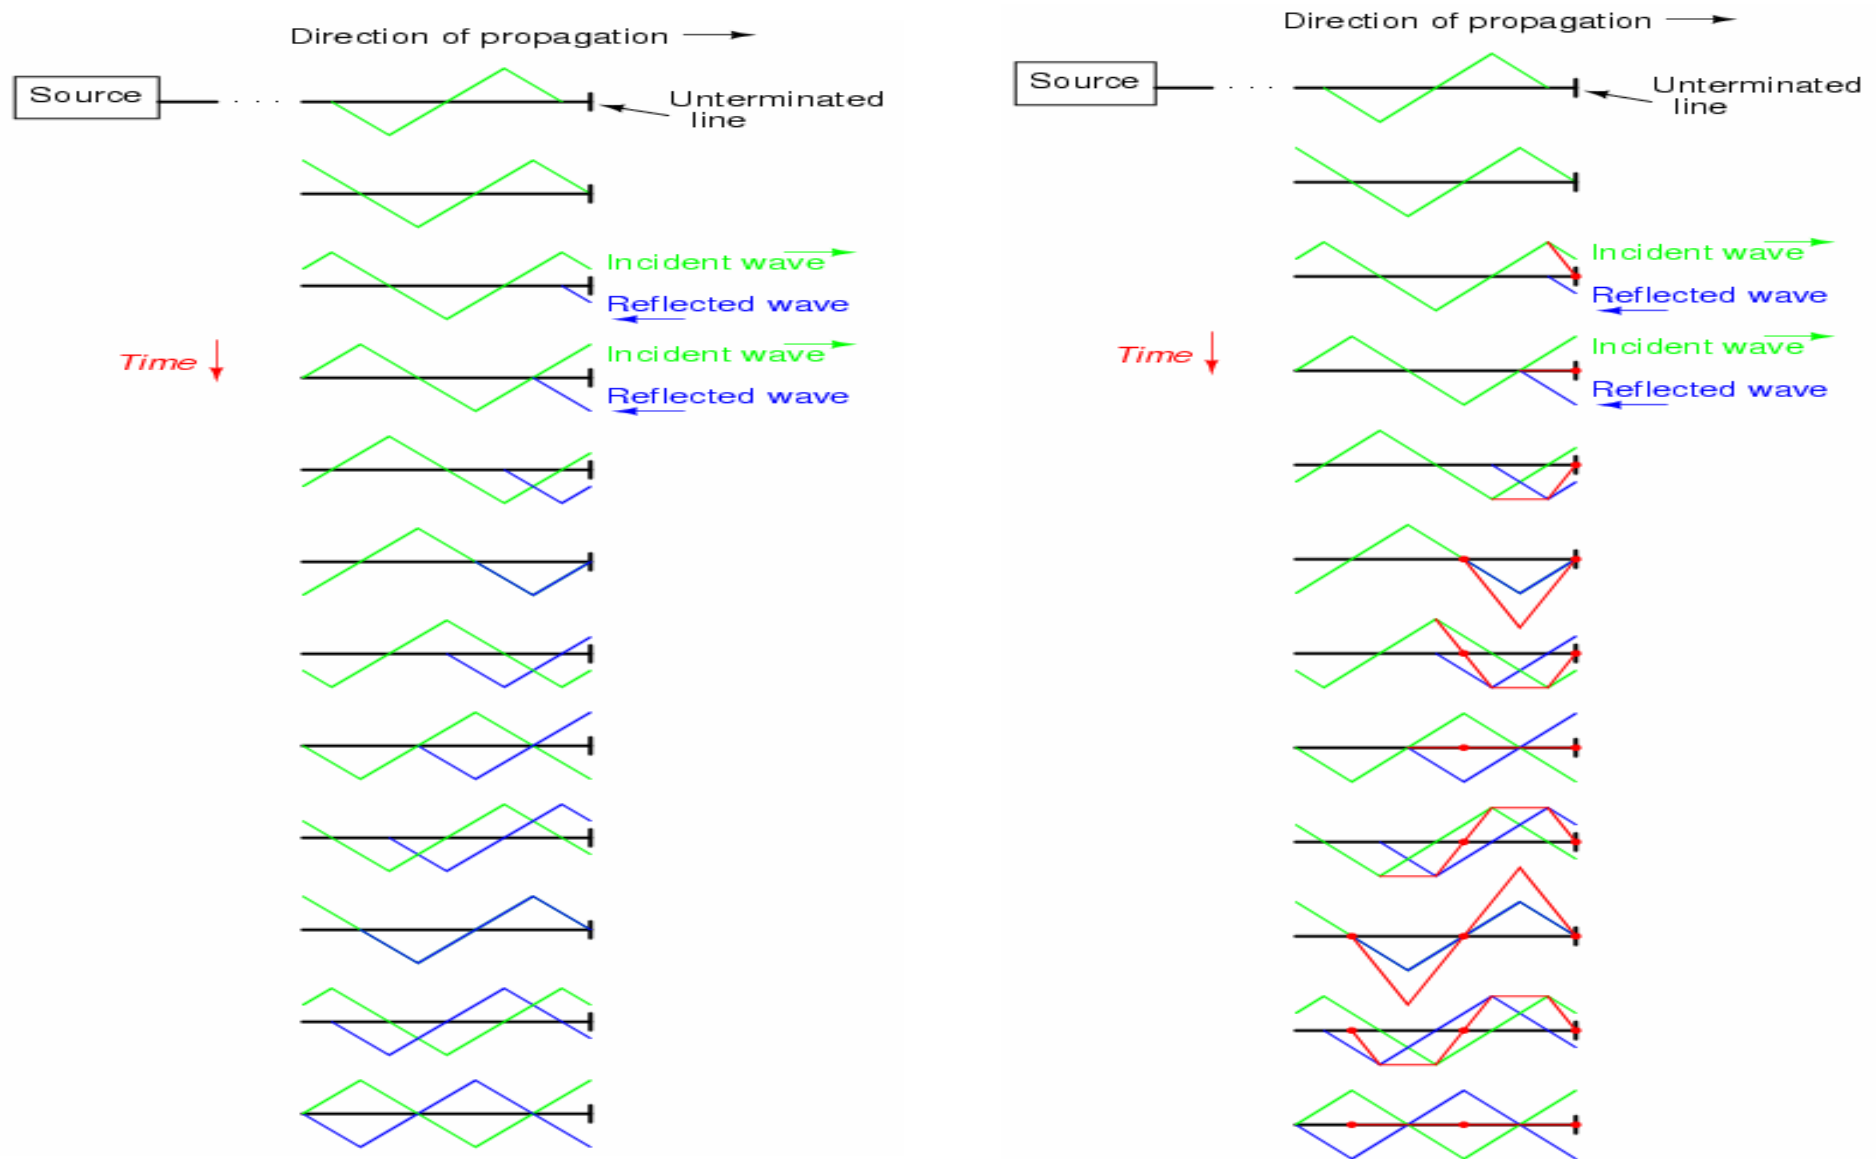 Direction of propagation
Source
Unterminated
line
Incident wave
Reflected wave
Time
Incident wave
Reflected wave
Direction of propagation
Source
Unterminated
line
Incident wave
Reflected wave
Time
Incident wave
Reflected wave